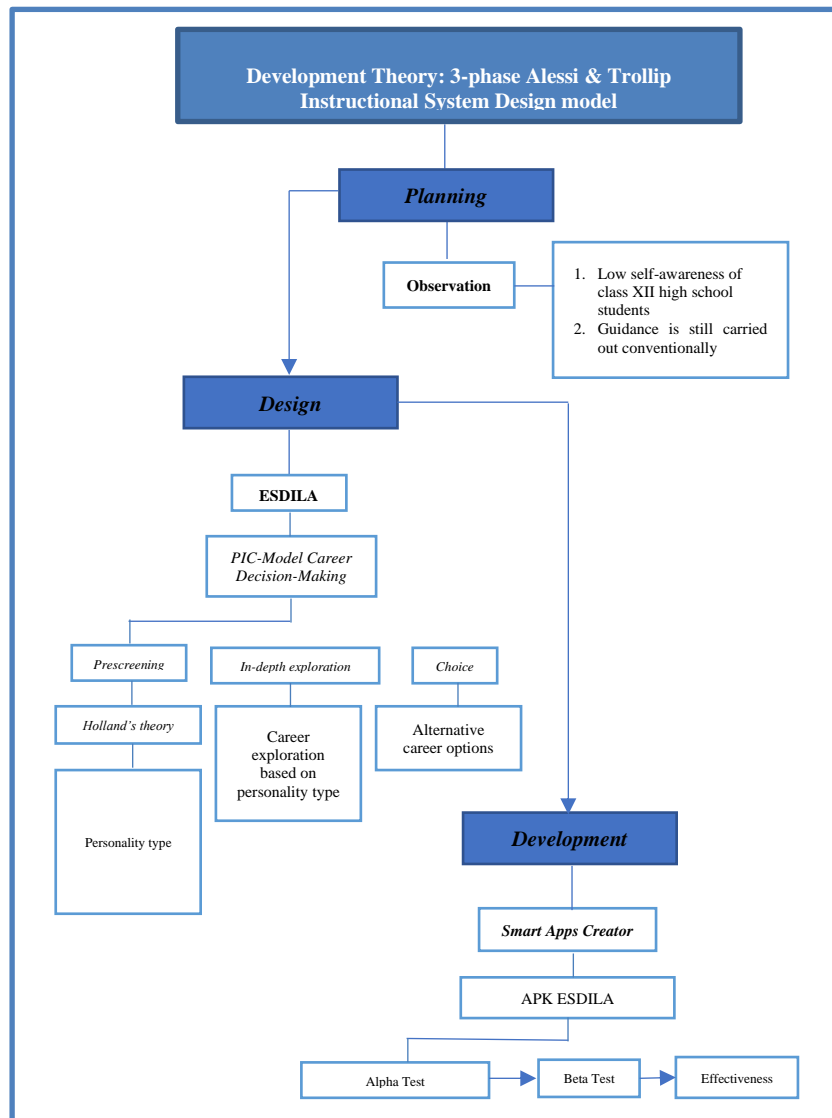 Development Theory: 3-phase Alessi & Trollip
Instructional System Design model
Planning
Observation
1. Low self-awareness of
class XII high school
students
2. Guidance is still carried
out conventionally
Design
ESDILA
PIC-Model Career
Decision-Making
Prescreening
In-depth exploration
Choice
Holland's theory
Career
exploration
based on
personality type
Alternative
career options
Personality type
Development
Smart Apps Creator
APK ESDILA
Alpha Test
Beta Test
Effectiveness